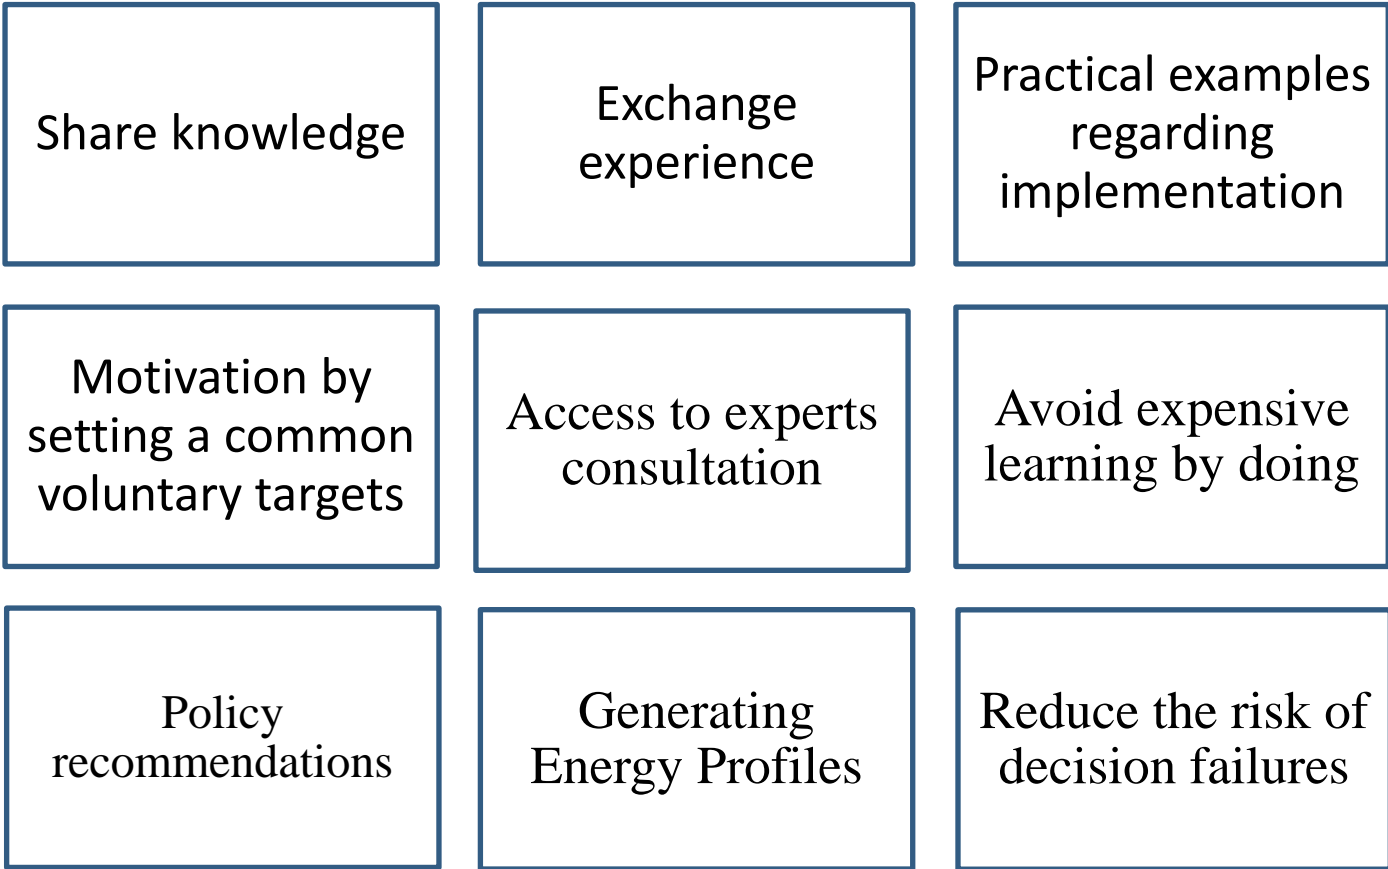 Share knowledge
Exchange
experience
Practical examples
regarding
implementation
Motivation by
setting a common
voluntary targets
Access to experts
consultation
Avoid expensive
learning by doing
Policy
recommendations
Generating
Energy Profiles
Reduce the risk of
decision failures